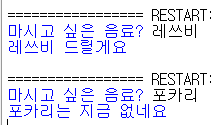 ================ RESTART:
마시고 싶은 음료? 레쓰비
레쓰비 드릴게요
================ RESTART:
마시고 싶은 음료? 포카리
포카리는 지금 없네요